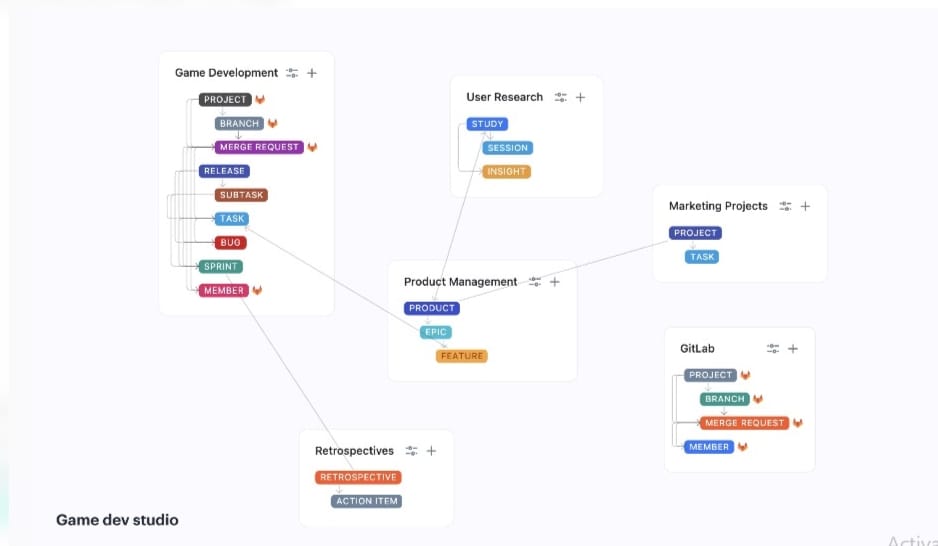 Game Development
PROJECT
BRANCH
MERGE REQUEST
RELEASE
SUBTASK
TASK
BUG
SPRINT
MEMBER
User Research
STUDY
SESSION
INSIGHT
Marketing Projects
PROJECT
TASK
Product Management
PRODUCT
EPIC
FEATURE
GitLab
PROJECT
BRANCH
MERGE REQUEST
MEMBER
Retrospectives
RETROSPECTIVE
ACTION ITEM
Game dev studio